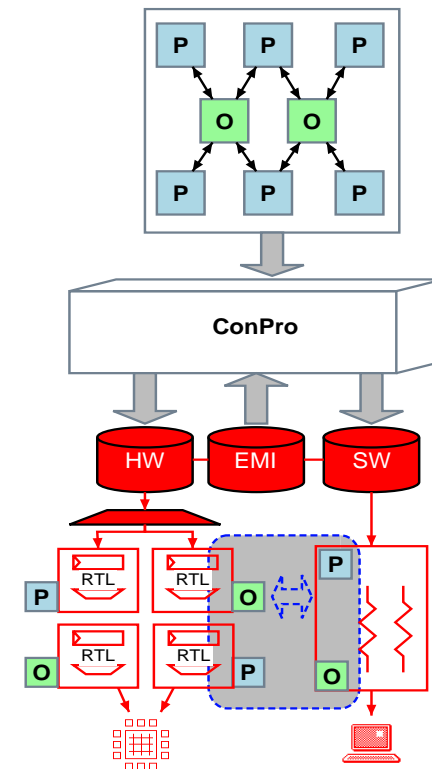 P P P
O O
P P P
ConPro
HW EMI SW
RTL RTL P
P O
RTL RTL
O P O